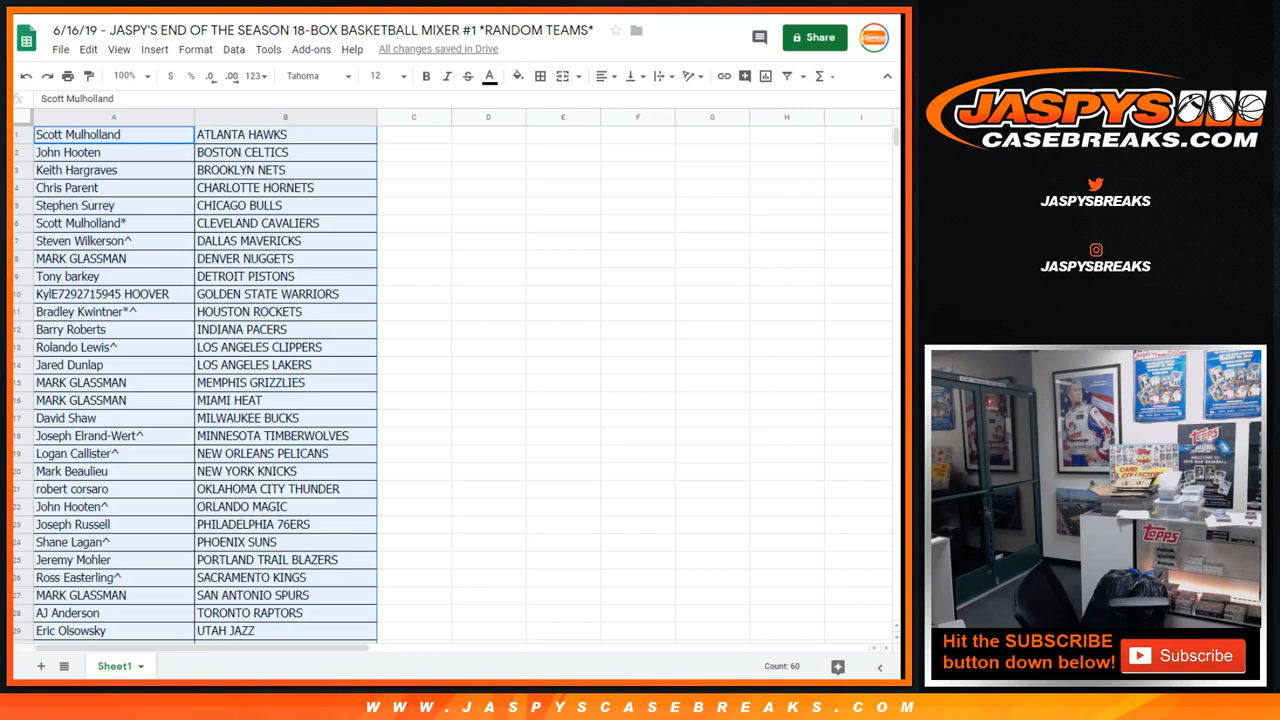 6/16/19 - JASPY'S END OF THE SEASON 18-BOX BASKETBALL MIXER #1 *RANDOM TEAMS*
File Edit View Insert Format Data Tools Add-ons Help All changes saved in Drive
Share
100% $ % .0 .00 123 Tahoma 12 B I S A
fx Scott Mulholland
A B C D E F G H I
1 Scott Mulholland ATLANTA HAWKS
2 John Hooten BOSTON CELTICS
3 Keith Hargraves BROOKLYN NETS
4 Chris Parent CHARLOTTE HORNETS
5 Stephen Surrey CHICAGO BULLS
6 Scott Mulholland* CLEVELAND CAVALIERS
7 Steven Wilkerson^ DALLAS MAVERICKS
8 MARK GLASSMAN DENVER NUGGETS
9 Tony barkey DETROIT PISTONS
10 KylE7292715945 HOOVER GOLDEN STATE WARRIORS
11 Bradley Kwintner*^ HOUSTON ROCKETS
12 Barry Roberts INDIANA PACERS
13 Rolando Lewis^ LOS ANGELES CLIPPERS
14 Jared Dunlap LOS ANGELES LAKERS
15 MARK GLASSMAN MEMPHIS GRIZZLIES
16 MARK GLASSMAN MIAMI HEAT
17 David Shaw MILWAUKEE BUCKS
18 Joseph Elrand-Wert^ MINNESOTA TIMBERWOLVES
19 Logan Callister^ NEW ORLEANS PELICANS
20 Mark Beaulieu NEW YORK KNICKS
21 robert corsaro OKLAHOMA CITY THUNDER
22 John Hooten^ ORLANDO MAGIC
23 Joseph Russell PHILADELPHIA 76ERS
24 Shane Lagan^ PHOENIX SUNS
25 Jeremy Mohler PORTLAND TRAIL BLAZERS
26 Ross Easterling^ SACRAMENTO KINGS
27 MARK GLASSMAN SAN ANTONIO SPURS
28 AJ Anderson TORONTO RAPTORS
29 Eric Olsowsky UTAH JAZZ
Sheet1
Count: 60
JASPYS
CASEBREAKS.COM
JASPYSBREAKS
JASPYSBREAKS
CARD COLLECTOR
TOPPS
TOPPS
Hit the SUBSCRIBE
button down below!
Subscribe
WWW.JASPYSCASEBREAKS.COM